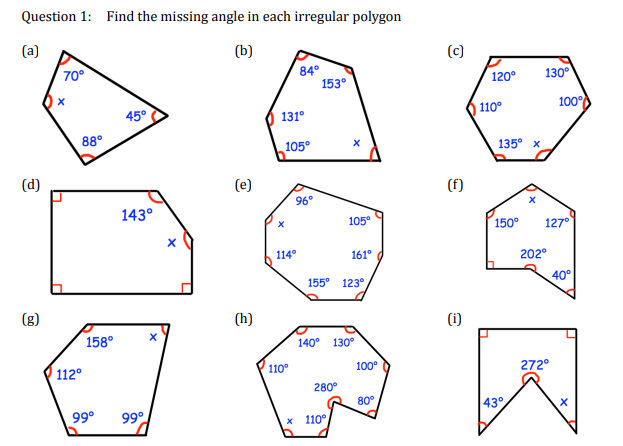 Question 1: Find the missing angle in each irregular polygon
(a)
70°
x
45°
88°
(b)
84°
153°
131°
105°
x
(c)
120°
130°
110°
100°
135°
x
(d)
143°
x
(e)
96°
x
105°
114°
161°
155°
123°
(f)
x
150°
127°
202°
40°
(g)
158°
x
112°
99°
99°
(h)
140°
130°
110°
100°
280°
80°
x
110°
(i)
272°
43°
x